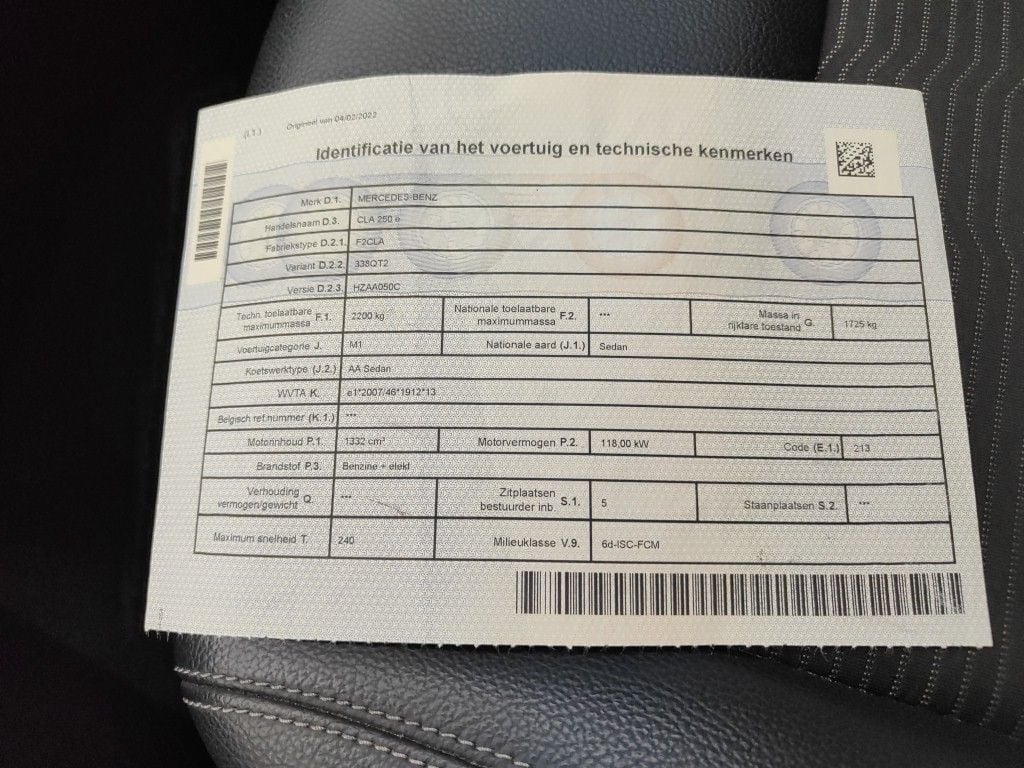 (I.1.) Origineel van 04/02/2022
Identificatie van het voertuig en technische kenmerken
Merk D.1. MERCEDES-BENZ
Handelsnaam D.3. CLA 250 e
Fabriekstype D.2.1. F2CLA
Variant D.2.2. 338QT2
Versie D.2.3. HZAA050C
Techn. toelaatbare maximummassa F.1. 2200 kg Nationale toelaatbare maximummassa F.2. *** Massa in rijklare toestand G. 1725 kg
Voertuigcategorie J. M1 Nationale aard (J.1.) Sedan
Koetswerktype (J.2.) AA Sedan
WVTA K. e1*2007/46*1912*13
Belgisch ref.nummer (K.1.) ***
Motorinhoud P.1. 1332 cm³ Motorvermogen P.2. 118,00 kW Code (E.1.) 213
Brandstof P.3. Benzine + elekt
Verhouding vermogen/gewicht Q. *** Zitplaatsen bestuurder inb. S.1. 5 Staanplaatsen S.2. ***
Maximum snelheid T. 240 Milieuklasse V.9. 6d-ISC-FCM